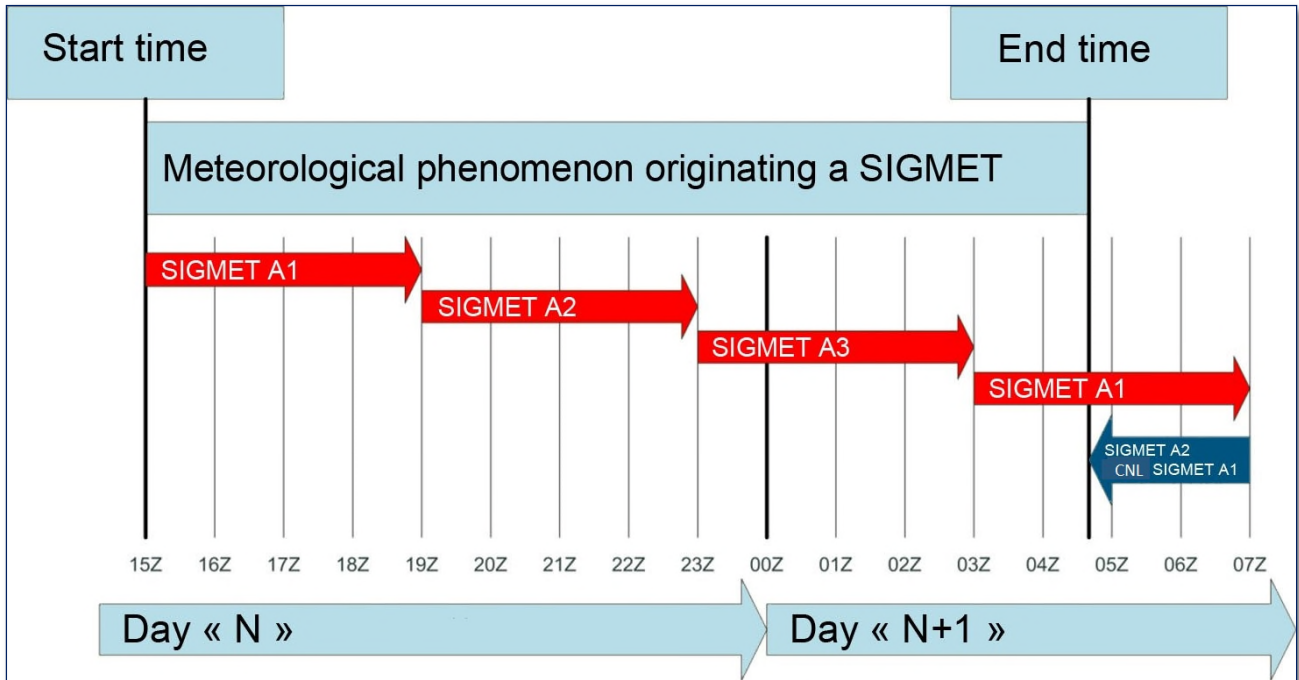 Start time
End time
Meteorological phenomenon originating a SIGMET
SIGMET A1
SIGMET A2
SIGMET A3
SIGMET A1
SIGMET A2
CNL SIGMET A1
15Z 16Z 17Z 18Z 19Z 20Z 21Z 22Z 23Z 00Z 01Z 02Z 03Z 04Z 05Z 06Z 07Z
Day « N »
Day « N+1 »